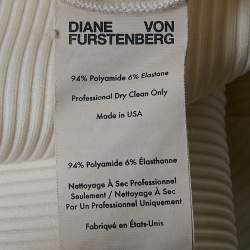 DIANE VON
FURSTENBERG
94% Polyamide 6% Elastane
Professional Dry Clean Only
Made in USA
94% Polyamide 6% Élasthanne
Nettoyage À Sec Professionnel
Seulement / Nettoyage À Sec
Par Un Professionel Uniquement
Fabriqué en États-Unis